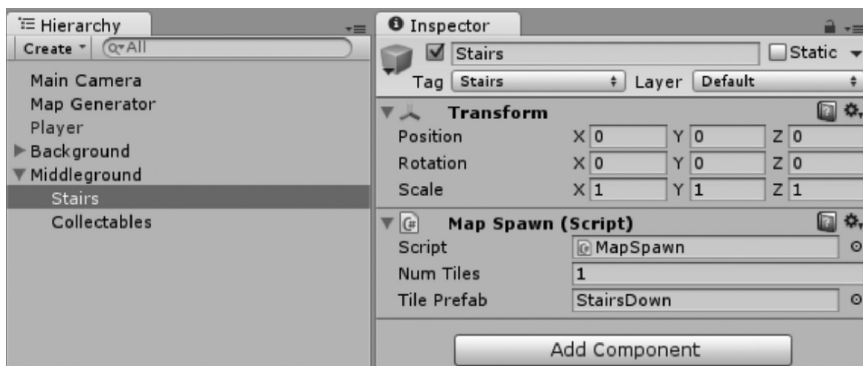 Hierarchy
Create
All
Main Camera
Map Generator
Player
Background
Middleground
Stairs
Collectables
Inspector
Stairs
Static
Tag Stairs Layer Default
Transform
Position X 0 Y 0 Z 0
Rotation X 0 Y 0 Z 0
Scale X 1 Y 1 Z 1
C# Map Spawn (Script)
Script C# MapSpawn
Num Tiles 1
Tile Prefab StairsDown
Add Component